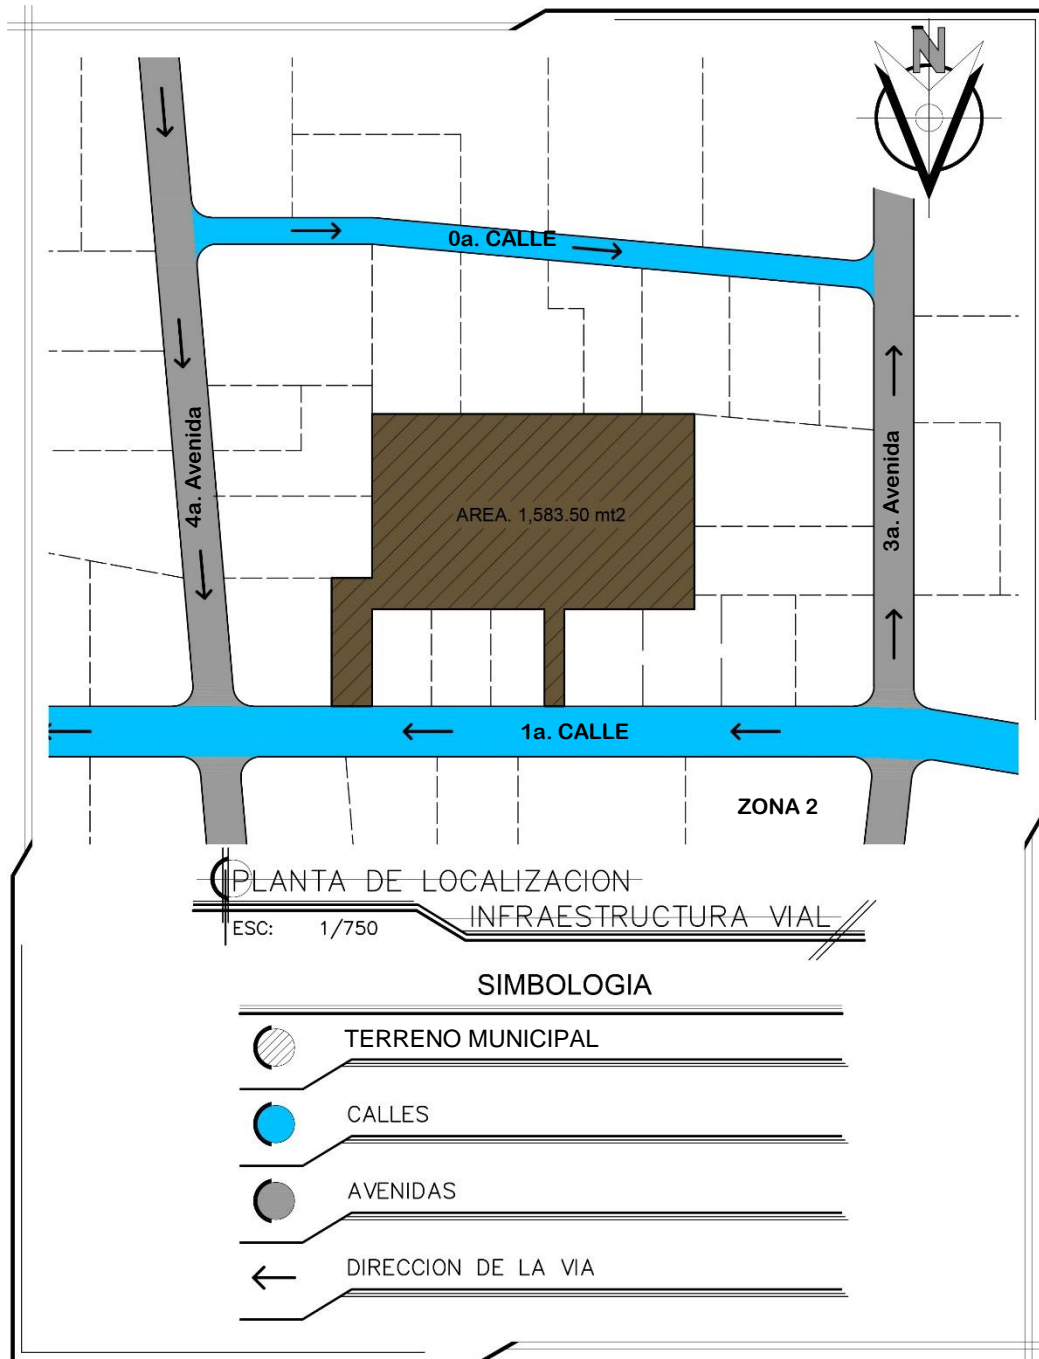 N
0a. CALLE
4a. Avenida
3a. Avenida
AREA. 1,583.50 mt2
1a. CALLE
ZONA 2
PLANTA DE LOCALIZACION
INFRAESTRUCTURA VIAL
ESC: 1/750
SIMBOLOGIA
TERRENO MUNICIPAL
CALLES
AVENIDAS
DIRECCION DE LA VIA